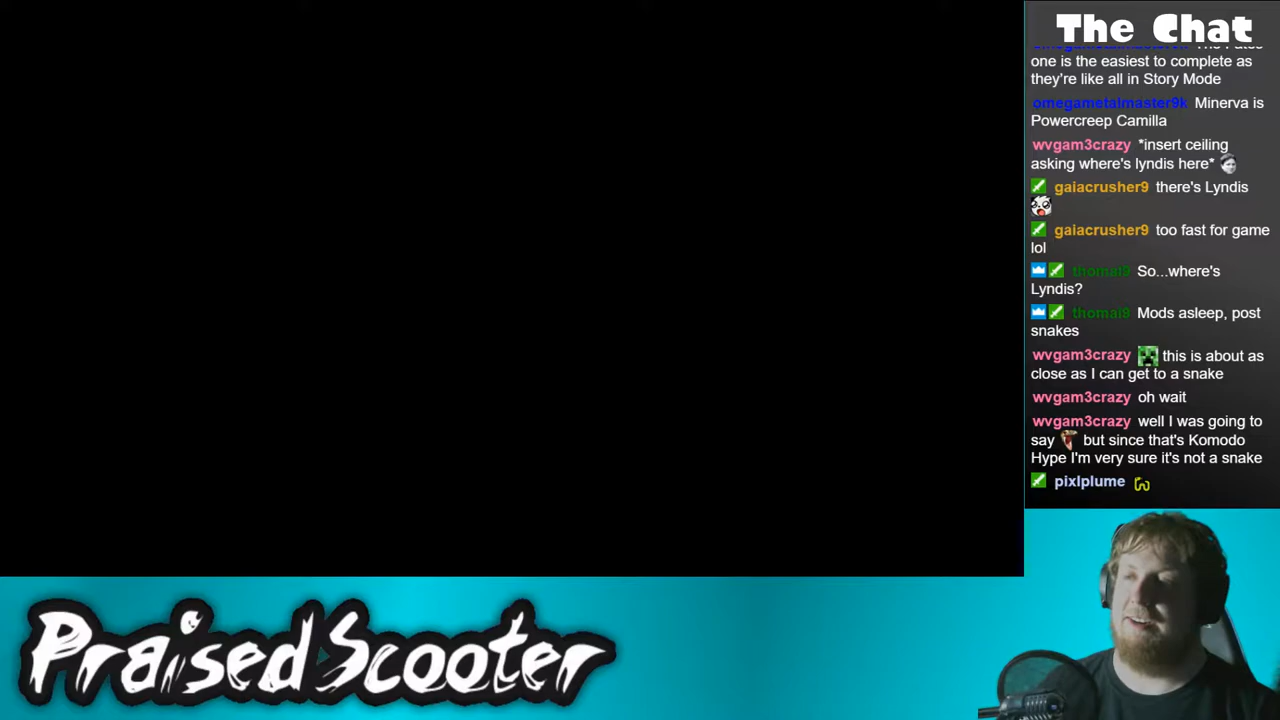 The Chat
one is the easiest to complete as
they're like all in Story Mode
omegametalmaster9k Minerva is
Powercreep Camilla
wvgam3crazy *insert ceiling
asking where's lyndis here*
gaiacrusher9 there's Lyndis
gaiacrusher9 too fast for game
lol
thomai9 So...where's
Lyndis?
thomai9 Mods asleep, post
snakes
wvgam3crazy this is about as
close as I can get to a snake
wvgam3crazy oh wait
wvgam3crazy well I was going to
say but since that's Komodo
Hype I'm very sure it's not a snake
pixlplume
PraisedScooter